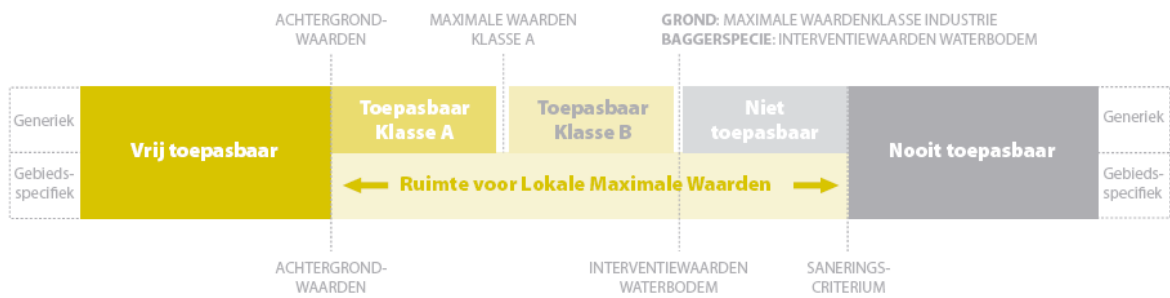 ACHTERGROND-
WAARDEN
MAXIMALE WAARDEN
KLASSE A
GROND: MAXIMALE WAARDENKLASSE INDUSTRIE
BAGGERSPECIE: INTERVENTIEWAARDEN WATERBODEM
Generiek
Gebieds-
specifiek
Vrij toepasbaar
Toepasbaar
Klasse A
Toepasbaar
Klasse B
Niet
toepasbaar
Ruimte voor Lokale Maximale Waarden
Nooit toepasbaar
Generiek
Gebieds-
specifiek
ACHTERGROND-
WAARDEN
INTERVENTIEWAARDEN
WATERBODEM
SANERINGS-
CRITERIUM